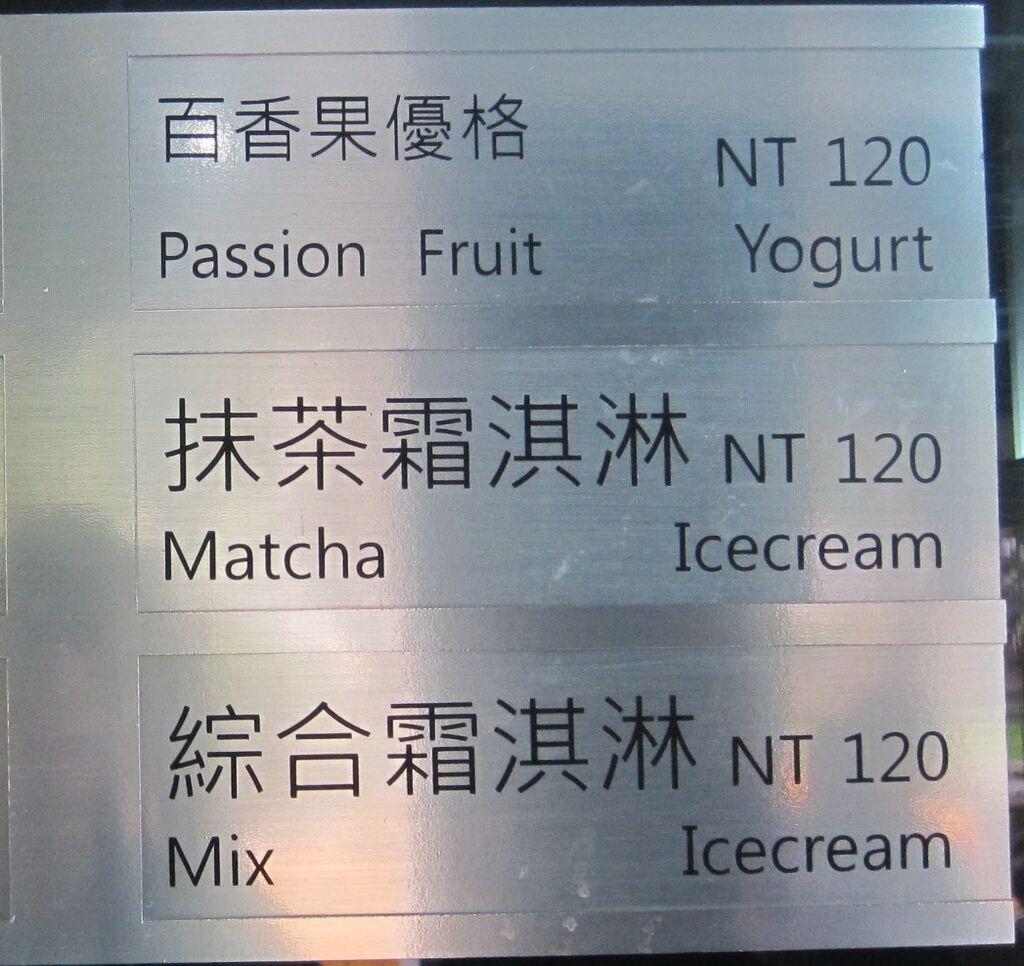 百香果優格
NT 120
Passion Fruit Yogurt
抹茶霜淇淋 NT 120
Matcha Icecream
綜合霜淇淋 NT 120
Mix Icecream